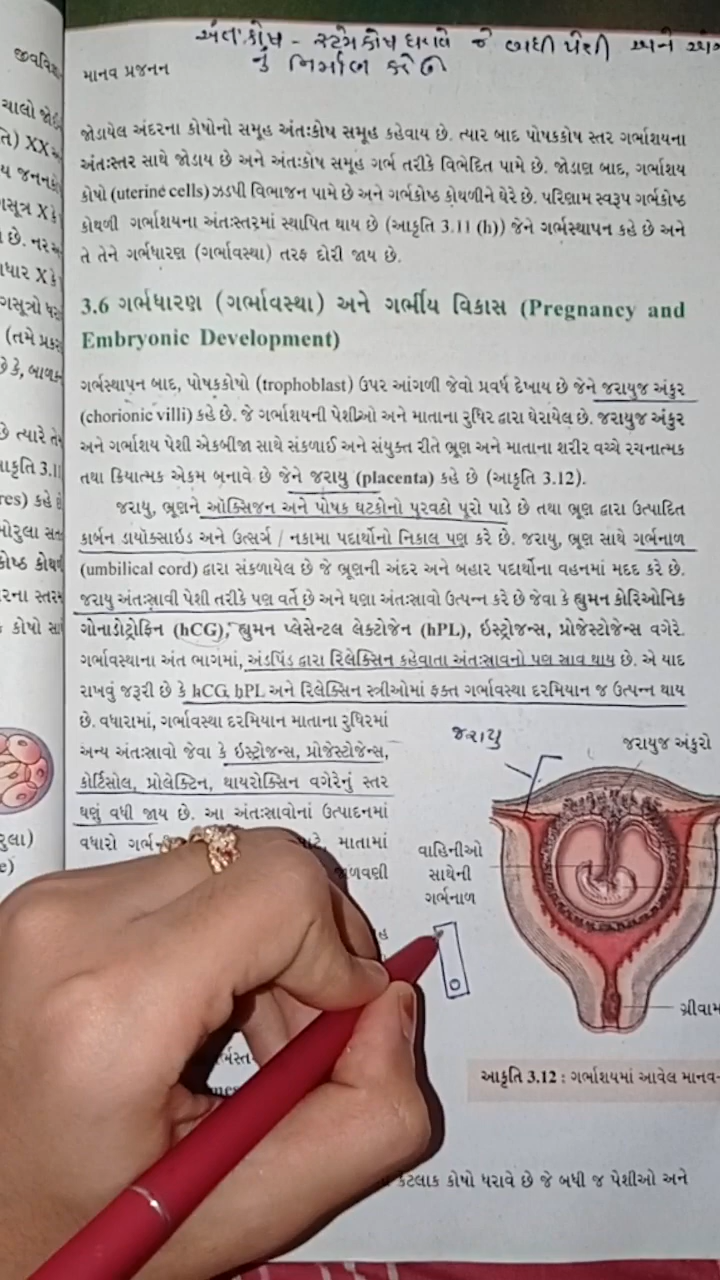 અંતઃકોષ - સ્ટેમકોષ ધરાવે જે બધી પેશી અને અંગ
નું નિર્માણ કરે
જીવવિજ્ઞા
માનવ પ્રજનન
જોડાયેલ અંદરના કોષોનો સમૂહ અંતઃકોષ સમૂહ કહેવાય છે. ત્યાર બાદ પોષકકોષ સ્તર ગર્ભાશયના
અંતઃસ્તર સાથે જોડાય છે અને અંતઃકોષ સમૂહ ગર્ભ તરીકે વિભેદિત પામે છે. જોડાણ બાદ, ગર્ભાશય
કોષો (uterine cells) ઝડપી વિભાજન પામે છે અને ગર્ભકોષ્ઠ કોથળીને ઘેરે છે. પરિણામ સ્વરૂપ ગર્ભકોષ્ઠ
કોથળી ગર્ભાશયના અંતઃસ્તરમાં સ્થાપિત થાય છે (આકૃતિ 3.11 (h)) જેને ગર્ભસ્થાપન કહે છે અને
તે તેને ગર્ભધારણ (ગર્ભાવસ્થા) તરફ દોરી જાય છે.
3.6 ગર્ભધારણ (ગર્ભાવસ્થા) અને ગર્ભીય વિકાસ (Pregnancy and
Embryonic Development)
ગર્ભસ્થાપન બાદ, પોષકકોષો (trophoblast) ઉપર આંગળી જેવો પ્રવર્ધ દેખાય છે જેને જરાયુજ અંકુર
(chorionic villi) કહે છે. જે ગર્ભાશયની પેશીઓ અને માતાના રુધિર દ્વારા ઘેરાયેલ છે. જરાયુજ અંકુર
અને ગર્ભાશય પેશી એકબીજા સાથે સંકળાઈ અને સંયુક્ત રીતે ભ્રૂણ અને માતાના શરીર વચ્ચે રચનાત્મક
તથા ક્રિયાત્મક એકમ બનાવે છે જેને જરાયુ (placenta) કહે છે (આકૃતિ 3.12).
જરાયુ, ભ્રૂણને ઑક્સિજન અને પોષક ઘટકોનો પુરવઠો પૂરો પાડે છે તથા ભ્રૂણ દ્વારા ઉત્પાદિત
કાર્બન ડાયોક્સાઇડ અને ઉત્સર્ગ / નકામા પદાર્થોનો નિકાલ પણ કરે છે. જરાયુ, ભ્રૂણ સાથે ગર્ભનાળ
(umbilical cord) દ્વારા સંકળાયેલ છે જે ભ્રૂણની અંદર અને બહાર પદાર્થોના વહનમાં મદદ કરે છે.
જરાયુ અંતઃસ્રાવી પેશી તરીકે પણ વર્તે છે અને ઘણા અંતઃસ્રાવો ઉત્પન્ન કરે છે જેવા કે હ્યુમન કોરિઓનિક
ગોનાડોટ્રોફિન (hCG), હ્યુમન પ્લેસેન્ટલ લેક્ટોજેન (hPL), ઇસ્ટ્રોજન્સ, પ્રોજેસ્ટોજેન્સ વગેરે.
ગર્ભાવસ્થાના અંત ભાગમાં, અંડપિંડ દ્વારા રિલેક્સિન કહેવાતા અંતઃસ્રાવનો પણ સ્રાવ થાય છે. એ યાદ
રાખવું જરૂરી છે કે hCG, hPL અને રિલેક્સિન સ્ત્રીઓમાં ફક્ત ગર્ભાવસ્થા દરમિયાન જ ઉત્પન્ન થાય
છે. વધારામાં, ગર્ભાવસ્થા દરમિયાન માતાના રુધિરમાં
અન્ય અંતઃસ્રાવો જેવા કે ઇસ્ટ્રોજન્સ, પ્રોજેસ્ટોજેન્સ,
કોર્ટિસોલ, પ્રોલેક્ટિન, થાયરોક્સિન વગેરેનું સ્તર
ઘણું વધી જાય છે. આ અંતઃસ્રાવોનાં ઉત્પાદનમાં
વધારો માતામાં
જરાયુ
જરાયુજ અંકુરો
વાહિનીઓ
સાથેની
ગર્ભનાળ
આકૃતિ 3.12 : ગર્ભાશયમાં આવેલ માનવ-
કેટલાક કોષો ધરાવે છે જે બધી જ પેશીઓ અને